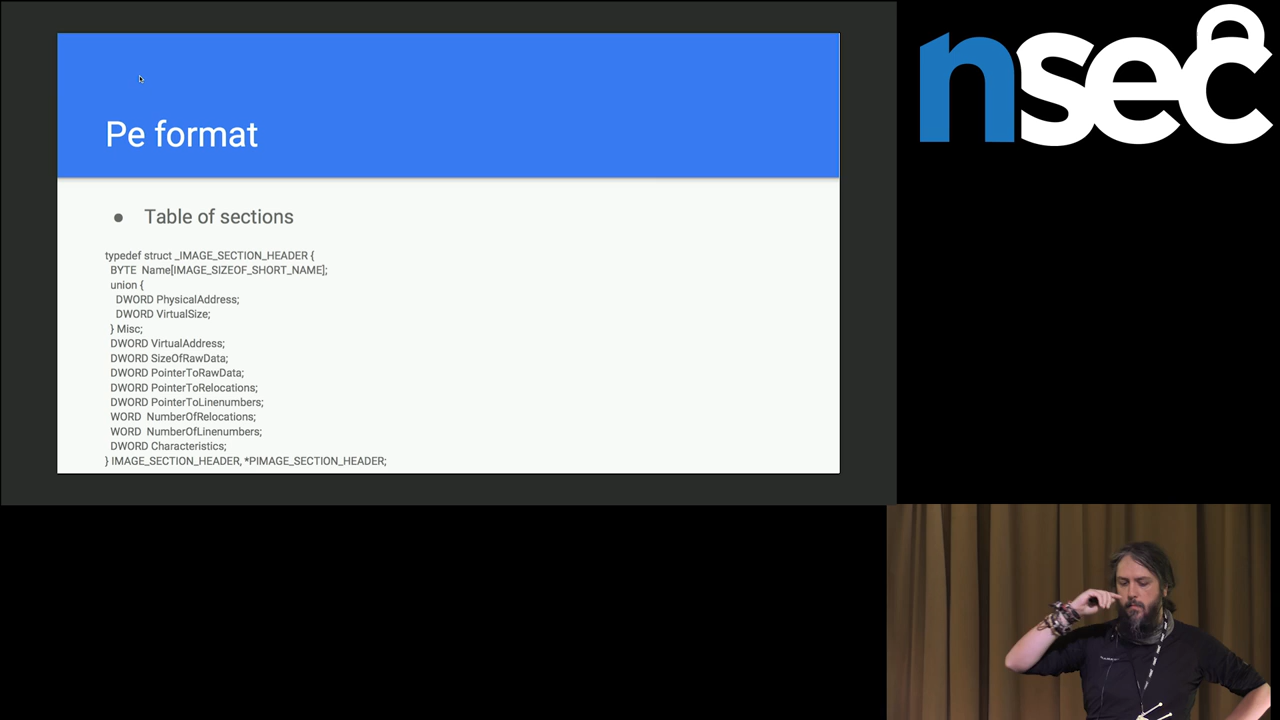 nsec
Pe format
● Table of sections
typedef struct _IMAGE_SECTION_HEADER {
BYTE  Name[IMAGE_SIZEOF_SHORT_NAME];
union {
DWORD PhysicalAddress;
DWORD VirtualSize;
} Misc;
DWORD VirtualAddress;
DWORD SizeOfRawData;
DWORD PointerToRawData;
DWORD PointerToRelocations;
DWORD PointerToLinenumbers;
WORD  NumberOfRelocations;
WORD  NumberOfLinenumbers;
DWORD Characteristics;
} IMAGE_SECTION_HEADER, *PIMAGE_SECTION_HEADER;